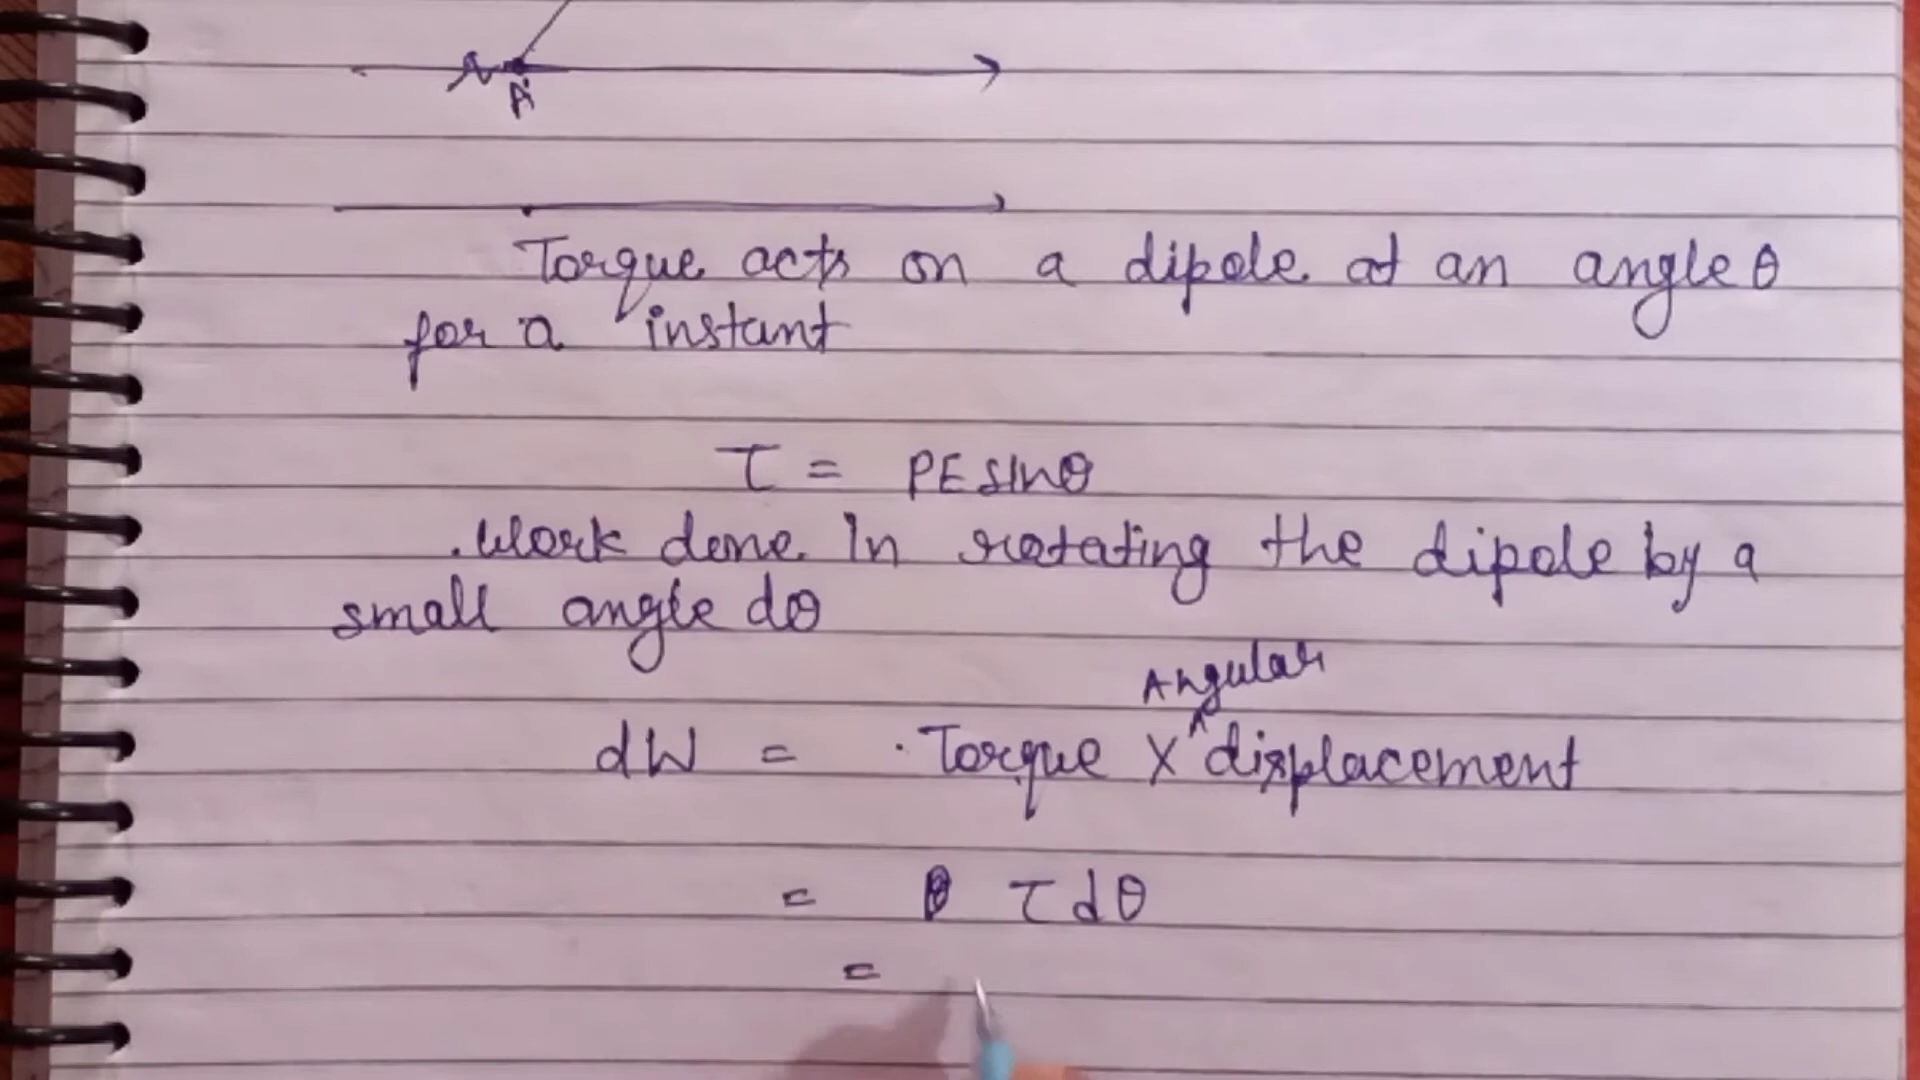 A
Torque acts on a dipole at an angle θ
for a instant
τ = PE sinθ
.Work done In rotating the dipole by a
small angle dθ
Angular
dW = Torque X ^ displacement
= τ dθ
=